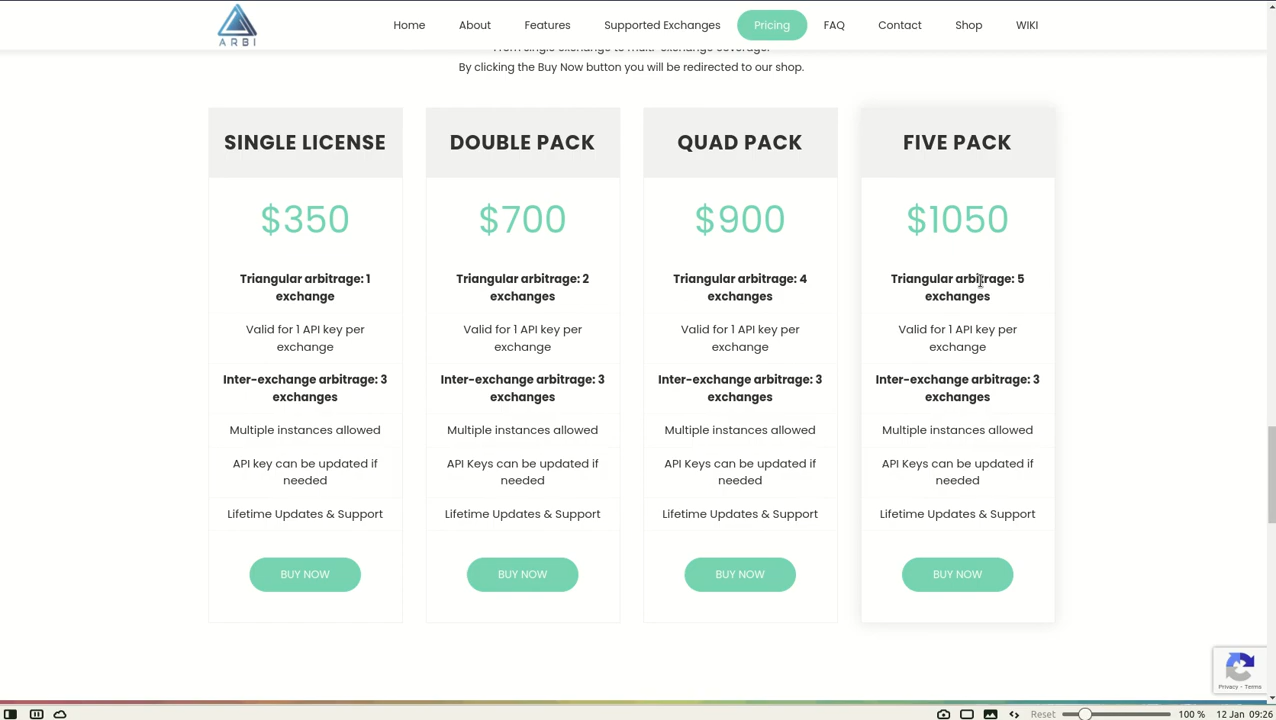 ARBI
Home
About
Features
Supported Exchanges
Pricing
FAQ
Contact
Shop
WIKI
From single exchange to multi-exchange coverage.
By clicking the Buy Now button you will be redirected to our shop.
SINGLE LICENSE
$350
Triangular arbitrage: 1
exchange
Valid for 1 API key per
exchange
Inter-exchange arbitrage: 3
exchanges
Multiple instances allowed
API key can be updated if
needed
Lifetime Updates & Support
BUY NOW
DOUBLE PACK
$700
Triangular arbitrage: 2
exchanges
Valid for 1 API key per
exchange
Inter-exchange arbitrage: 3
exchanges
Multiple instances allowed
API Keys can be updated if
needed
Lifetime Updates & Support
BUY NOW
QUAD PACK
$900
Triangular arbitrage: 4
exchanges
Valid for 1 API key per
exchange
Inter-exchange arbitrage: 3
exchanges
Multiple instances allowed
API Keys can be updated if
needed
Lifetime Updates & Support
BUY NOW
FIVE PACK
$1050
Triangular arbitrage: 5
exchanges
Valid for 1 API key per
exchange
Inter-exchange arbitrage: 3
exchanges
Multiple instances allowed
API Keys can be updated if
needed
Lifetime Updates & Support
BUY NOW
Privacy - Terms
Reset
100 %
12 Jan 09:26